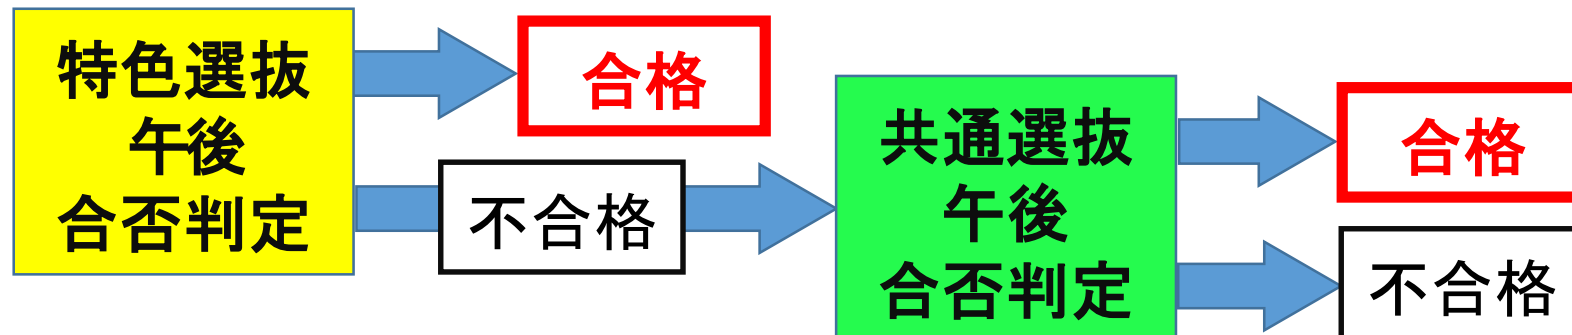 特色選抜
午後
合否判定
合格
不合格
共通選抜
午後
合否判定
合格
不合格